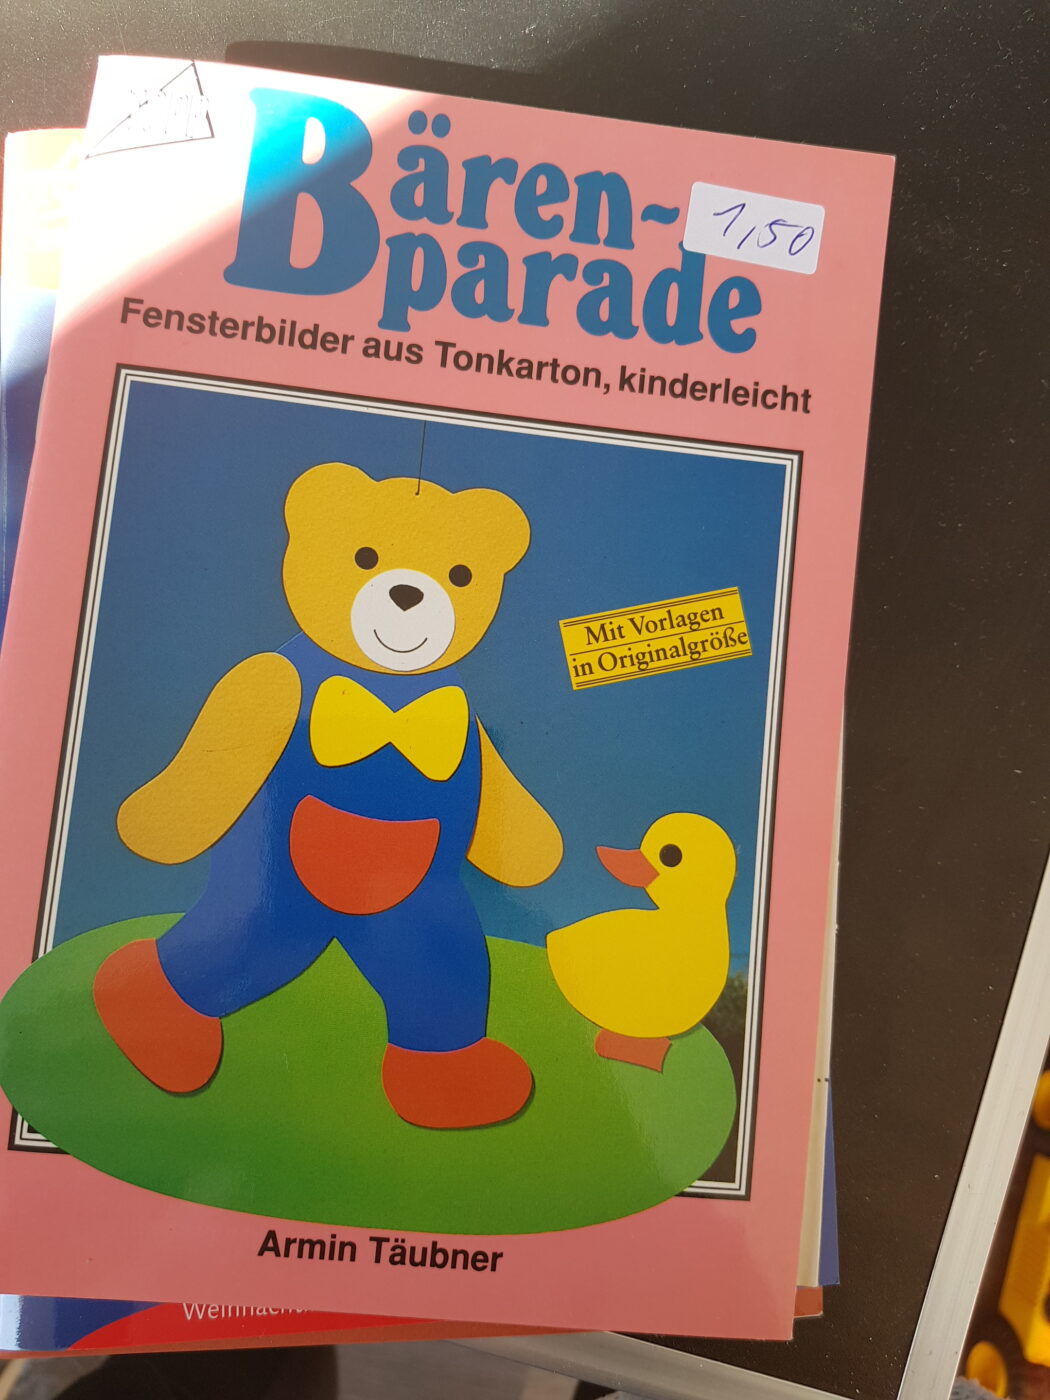 Bären-
parade
1,50
Fensterbilder aus Tonkarton, kinderleicht
Mit Vorlagen
in Originalgröße
Armin Täubner